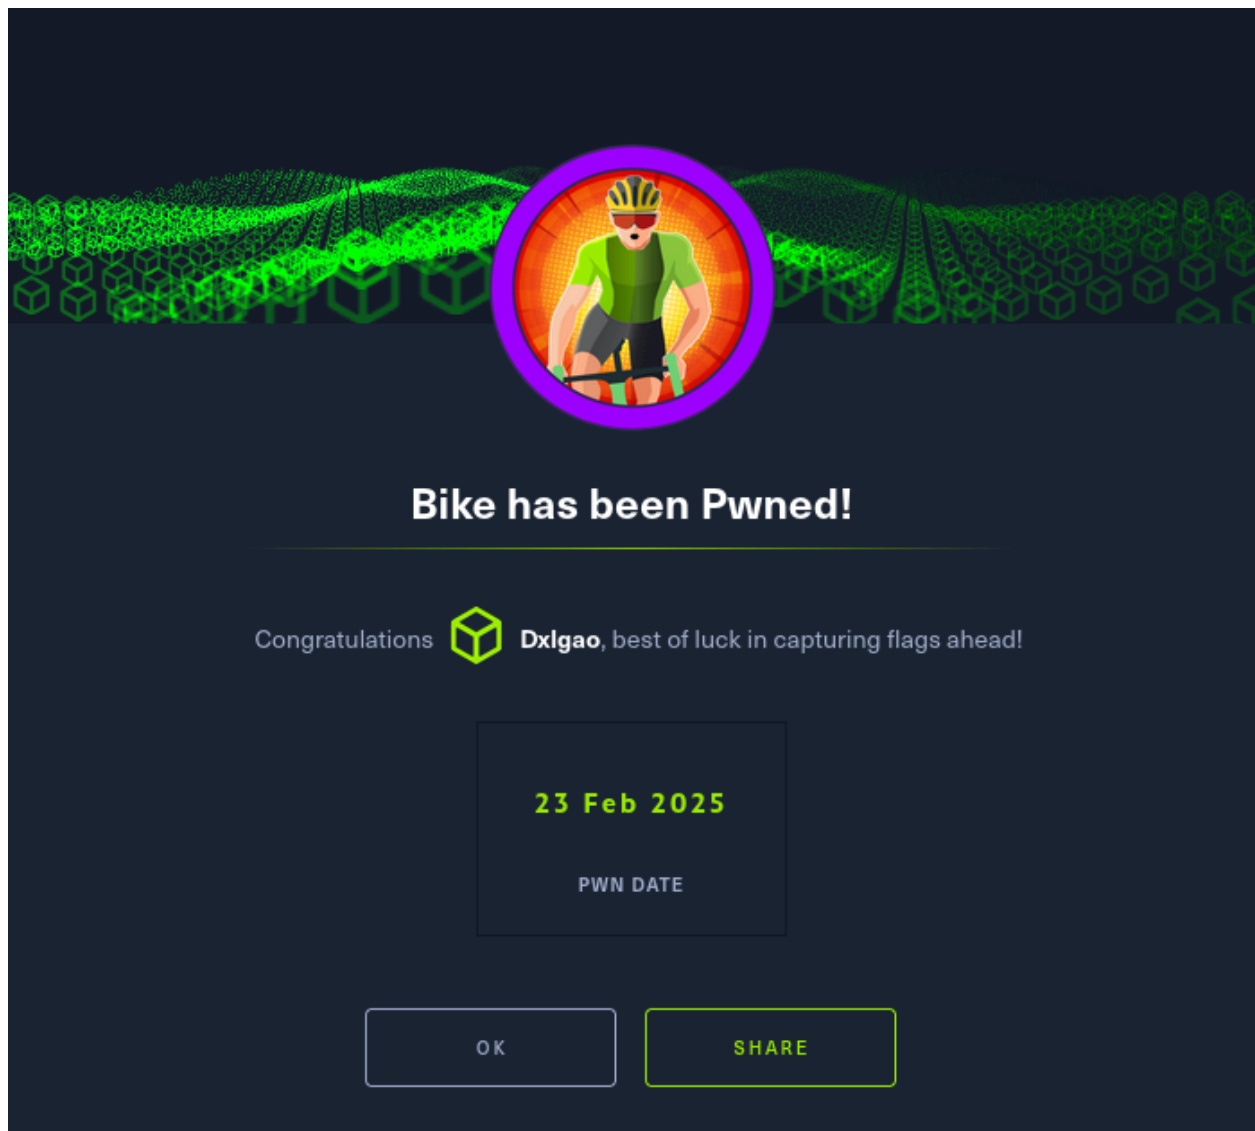 Bike has been Pwned!
Congratulations Dxlgao, best of luck in capturing flags ahead!
23 Feb 2025
PWN DATE
OK
SHARE